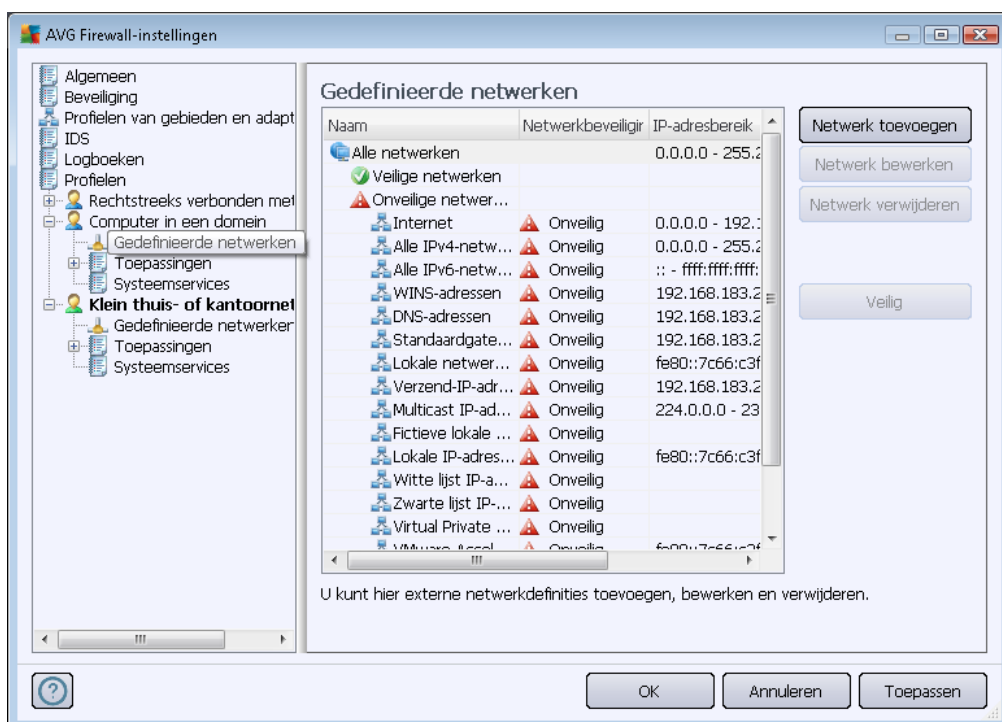 AVG Firewall-instellingen
Algemeen
Beveiliging
Profielen van gebieden en adapt
IDS
Logboeken
Profielen
Rechtstreeks verbonden met
Computer in een domein
Gedefinieerde netwerken
Toepassingen
Systeemservices
Klein thuis- of kantoornet
Gedefinieerde netwerken
Toepassingen
Systeemservices
Gedefinieerde netwerken
Naam Netwerkbeveiligir IP-adresbereik
Alle netwerken 0.0.0.0 - 255.2
Veilige netwerken
Onveilige netwer...
Internet Onveilig 0.0.0.0 - 192.1
Alle IPv4-netw... Onveilig 0.0.0.0 - 255.2
Alle IPv6-netw... Onveilig :: - ffff:ffff:ffff:
WINS-adressen Onveilig 192.168.183.2
DNS-adressen Onveilig 192.168.183.2
Standaardgate... Onveilig 192.168.183.2
Lokale netwer... Onveilig fe80::7c66:c3f
Verzend-IP-adr... Onveilig 192.168.183.2
Multicast IP-ad... Onveilig 224.0.0.0 - 23
Fictieve lokale ... Onveilig
Lokale IP-adres... Onveilig fe80::7c66:c3f
Witte lijst IP-a... Onveilig
Zwarte lijst IP-... Onveilig
Virtual Private ... Onveilig
VMware Accel Onveilig fe80::7c66:c3f
U kunt hier externe netwerkdefinities toevoegen, bewerken en verwijderen.
Netwerk toevoegen
Netwerk bewerken
Netwerk verwijderen
Veilig
OK Annuleren Toepassen